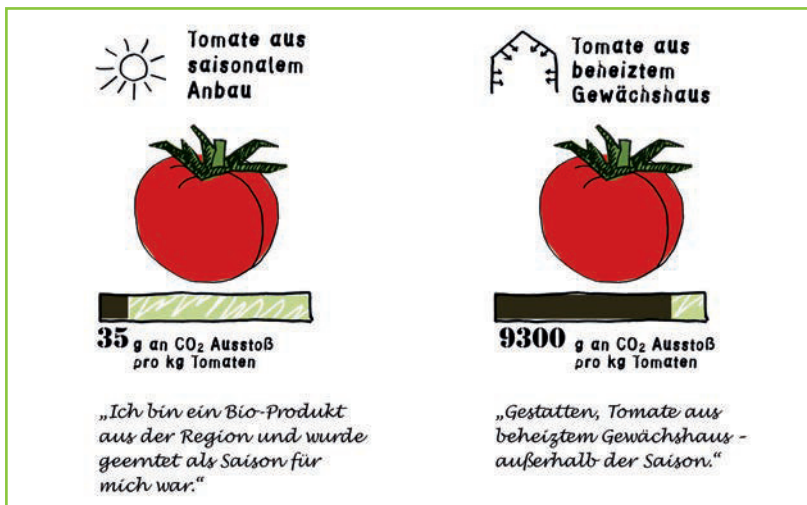 Tomate aus
saisonalem
Anbau
35 g an CO₂ Ausstoß
pro kg Tomaten
„Ich bin ein Bio-Produkt
aus der Region und wurde
geerntet als Saison für
mich war.“
Tomate aus
beheiztem
Gewächshaus
9300 g an CO₂ Ausstoß
pro kg Tomaten
„Gestatten, Tomate aus
beheiztem Gewächshaus –
außerhalb der Saison.“